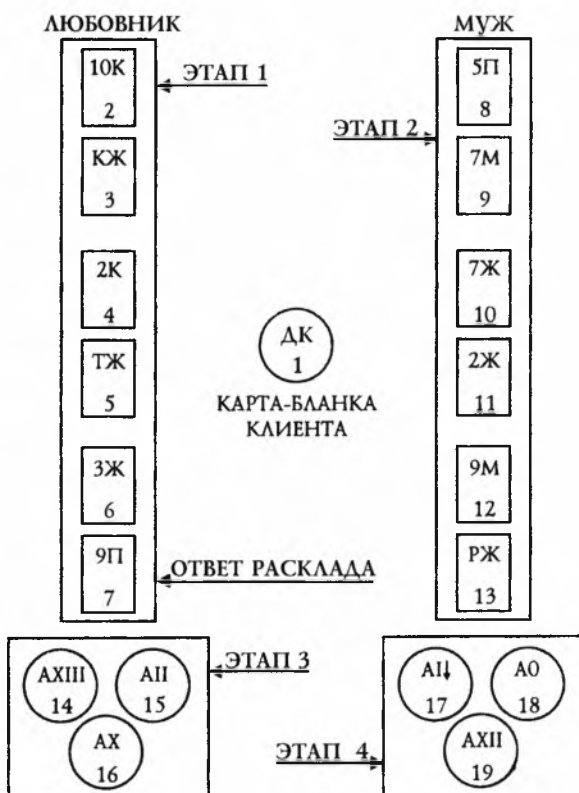 ЛЮБОВНИК
10К
2
КЖ
3
2К
4
ТЖ
5
3Ж
6
9П
7
ЭТАП 1
ЭТАП 2
ДК
1
КАРТА-БЛАНКА
КЛИЕНТА
ОТВЕТ РАСКЛАДА
МУЖ
5П
8
7М
9
7Ж
10
2Ж
11
9М
12
РЖ
13
АXIII
14
АII
15
АX
16
ЭТАП 3
ЭТАП 4
АI↓
17
А0
18
АXII
19